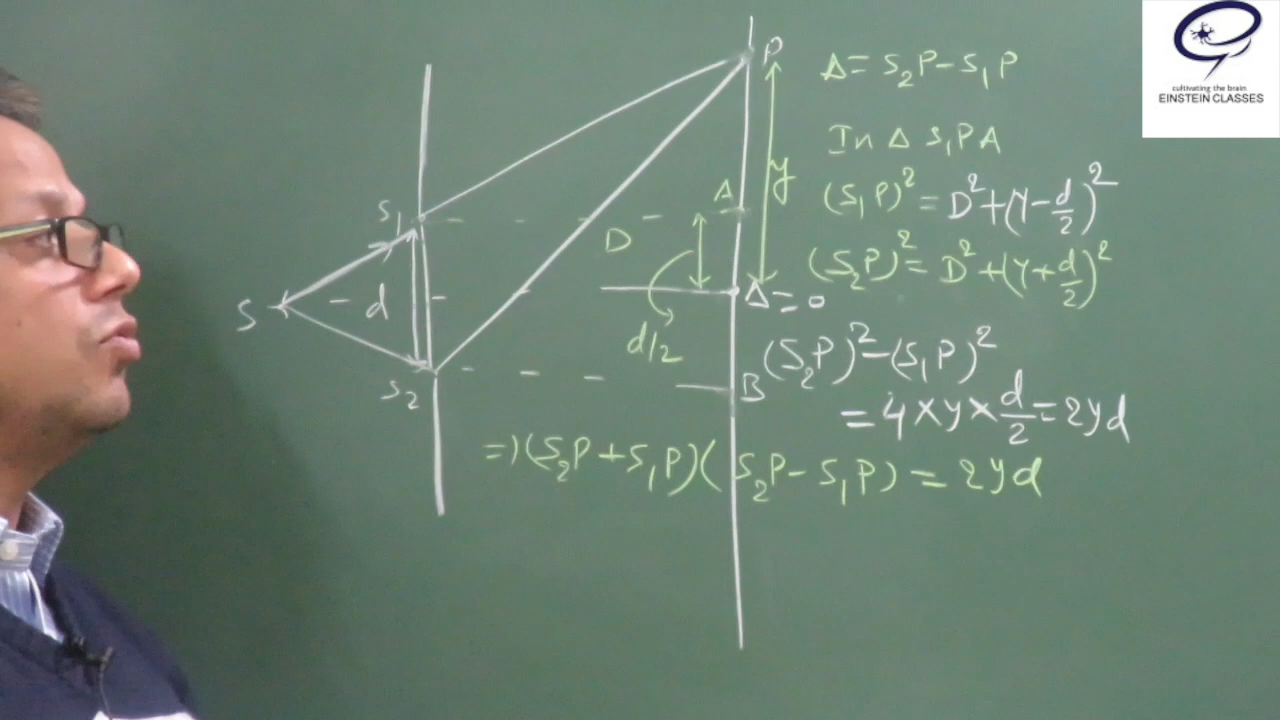 cultivating the brain
EINSTEIN CLASSES
P
Δ = S₂P – S₁P
In Δ S₁PA
y
A
S₁
(S₁P)² = D² + (y – d/2)²
D
(S₂P)² = D² + (y + d/2)²
S
d
Δ = 0
d/2
(S₂P)² – (S₁P)²
S₂
B
= 4 × y × d/2 = 2yd
=) (S₂P + S₁P) (S₂P – S₁P) = 2yd